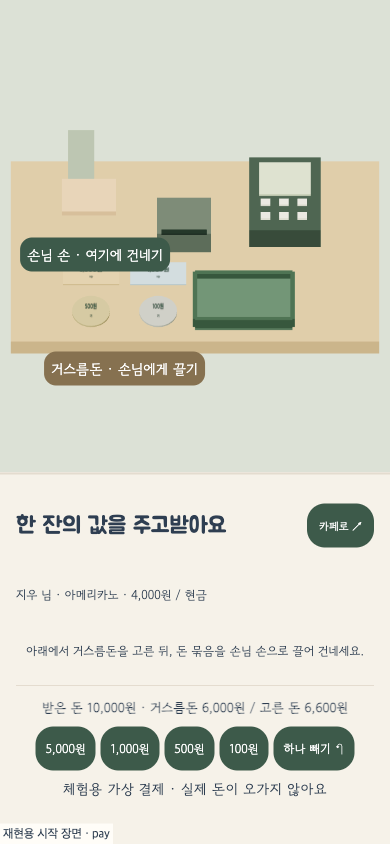 손님 손 · 여기에 건네기
500원
100원
거스름돈 · 손님에게 끌기
한 잔의 값을 주고받아요
카페로 ↗
지우 님 · 아메리카노 · 4,000원 / 현금
아래에서 거스름돈을 고른 뒤, 돈 묶음을 손님 손으로 끌어 건네세요.
받은 돈 10,000원 · 거스름돈 6,000원 / 고른 돈 6,600원
5,000원
1,000원
500원
100원
하나 빼기 ↰
체험용 가상 결제 · 실제 돈이 오가지 않아요
재현용 시작 장면 · pay